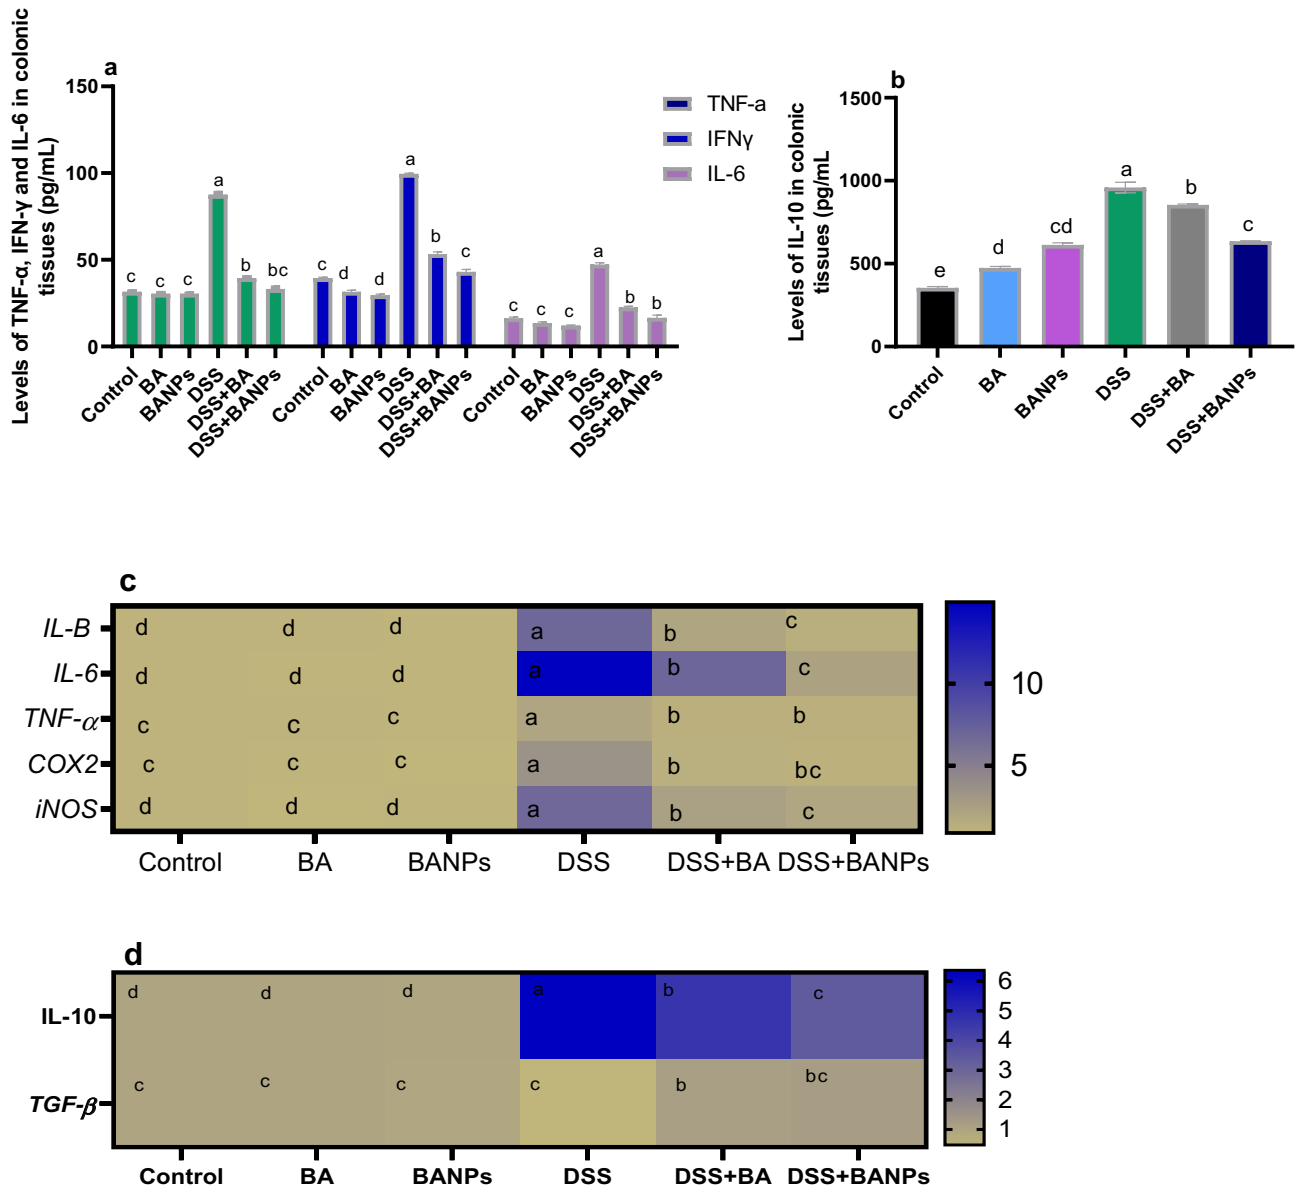 a
Levels of TNF-α, IFN-γ and IL-6 in colonic
tissues (pg/mL)
150
100
50
0
c
c
c
a
b
bc
c
d
d
a
b
c
c
c
c
a
b
b
Control
BA
BANPs
DSS
DSS+BA
DSS+BANPs
Control
BA
BANPs
DSS
DSS+BA
DSS+BANPs
Control
BA
BANPs
DSS
DSS+BA
DSS+BANPs
TNF-a
IFNγ
IL-6
b
Levels of IL-10 in colonic
tissues (pg/mL
1500
1000
500
0
e
d
cd
a
b
c
Control
BA
BANPs
DSS
DSS+BA
DSS+BANPs
c
IL-B d d d a b c
IL-6 d d d a b c
TNF-α c c c a b b
COX2 c c c a b bc
iNOS d d d a b c
Control BA BANPs DSS DSS+BA DSS+BANPs
10
5
d
IL-10 d d d a b c
TGF-β c c c c b bc
Control BA BANPs DSS DSS+BA DSS+BANPs
6
5
4
3
2
1